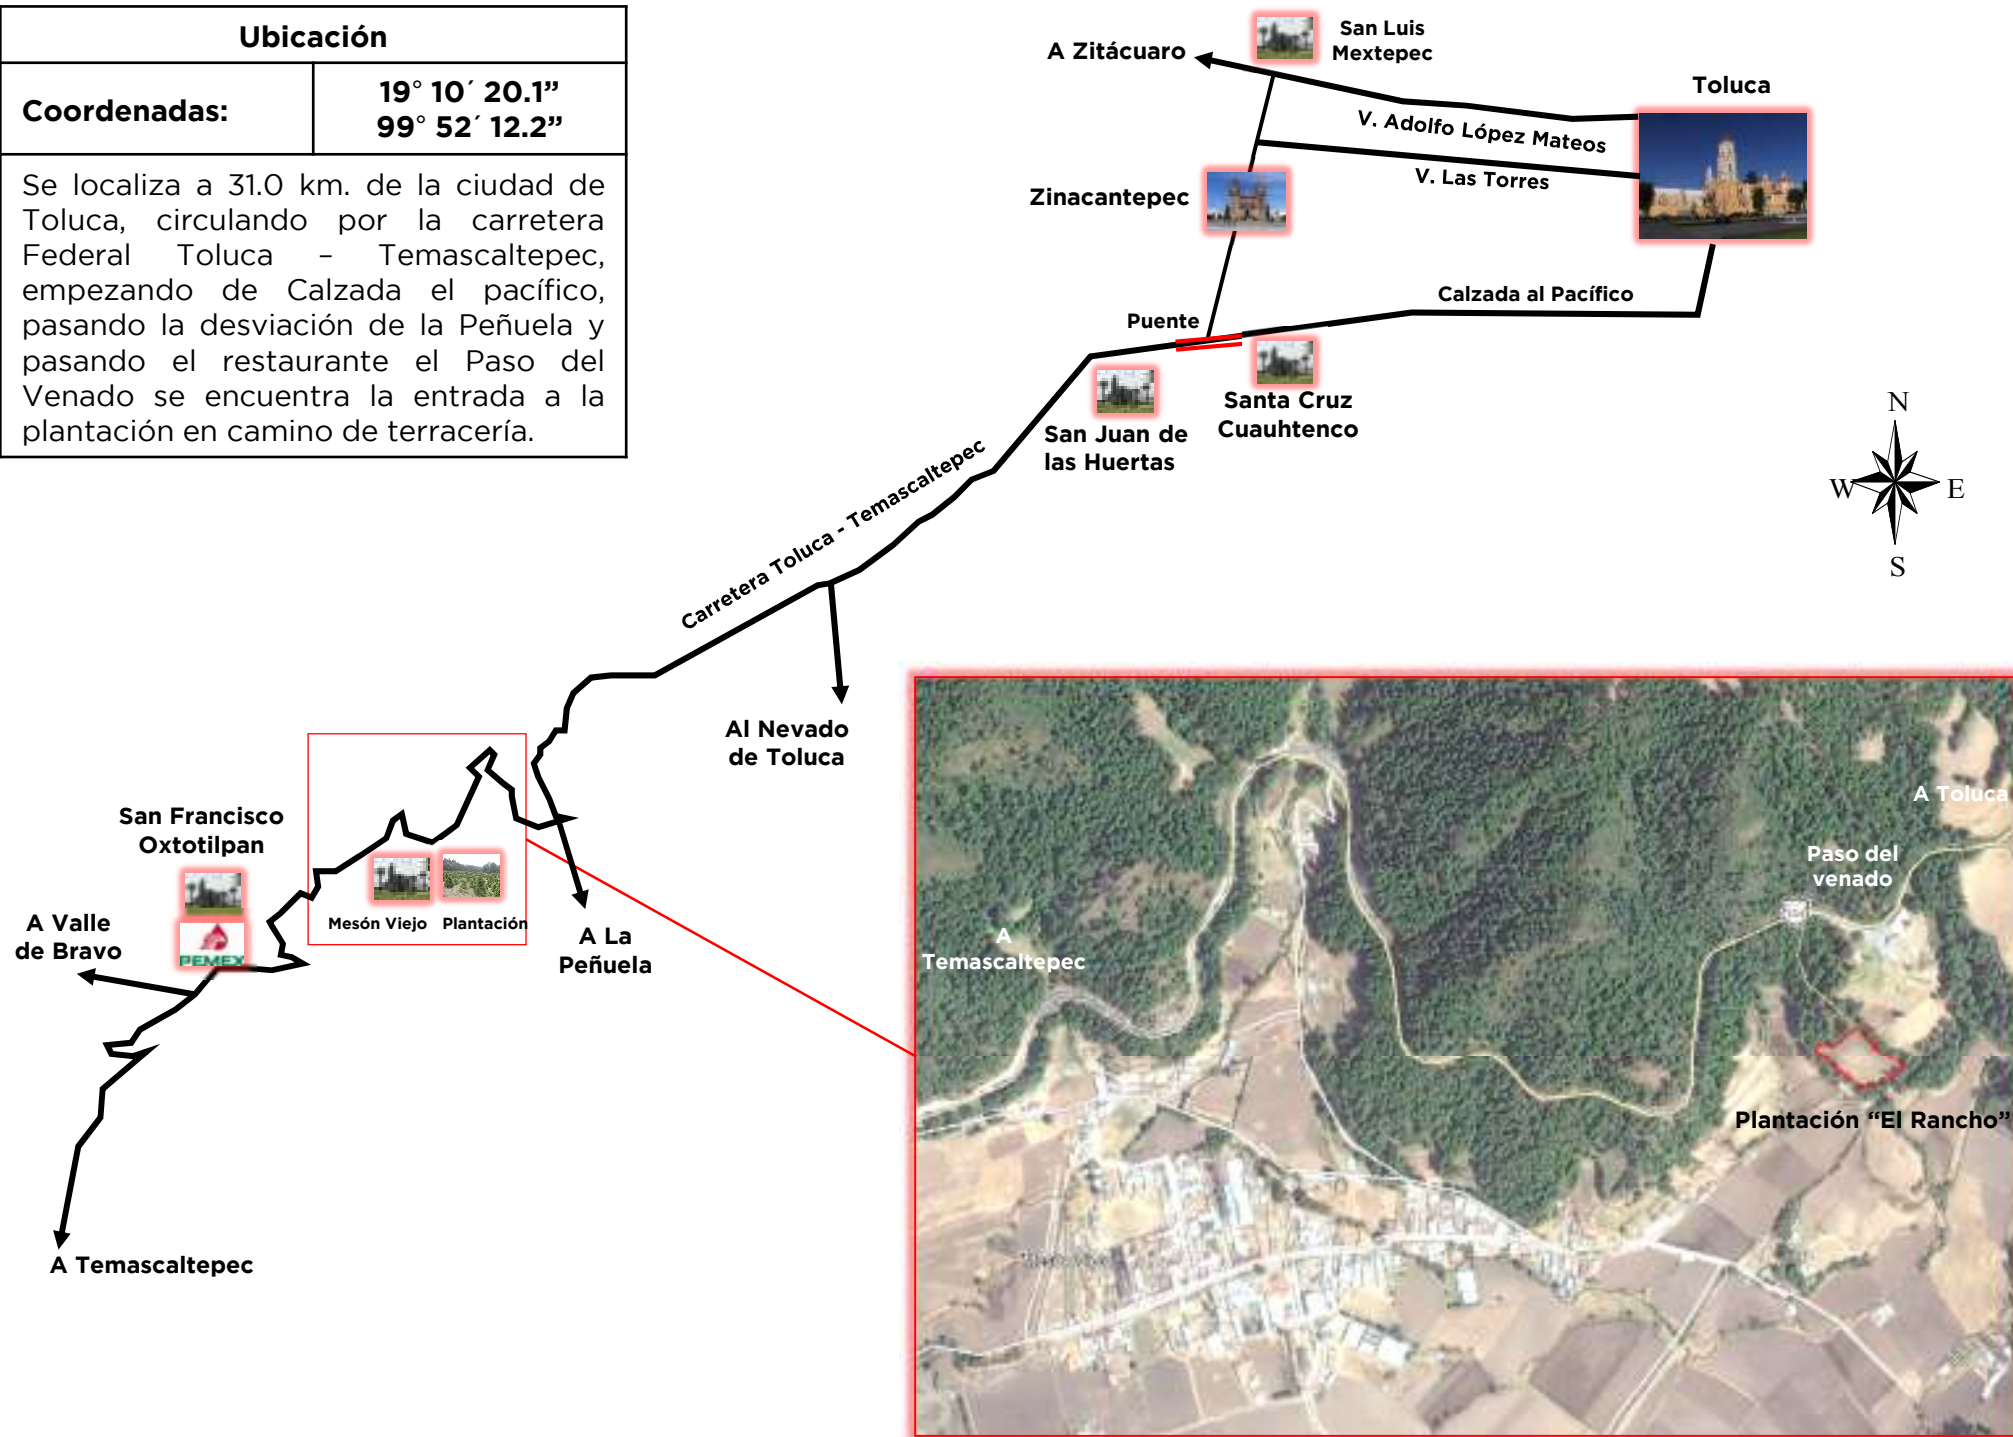 Ubicación
Coordenadas:
19° 10´ 20.1”
99° 52´ 12.2”
Se localiza a 31.0 km. de la ciudad de
Toluca, circulando por la carretera
Federal Toluca – Temascaltepec,
empezando de Calzada el pacífico,
pasando la desviación de la Peñuela y
pasando el restaurante el Paso del
Venado se encuentra la entrada a la
plantación en camino de terracería.
A Zitácuaro
San Luis
Mextepec
Toluca
V. Adolfo López Mateos
V. Las Torres
Zinacantepec
Calzada al Pacífico
Puente
Santa Cruz
Cuauhtenco
San Juan de
las Huertas
N
W
E
S
Carretera Toluca - Temascaltepec
Al Nevado
de Toluca
San Francisco
Oxtotilpan
PEMEX
A Valle
de Bravo
Mesón Viejo
Plantación
A La
Peñuela
A Temascaltepec
A Toluca
Paso del
venado
A
Temascaltepec
Plantación “El Rancho”